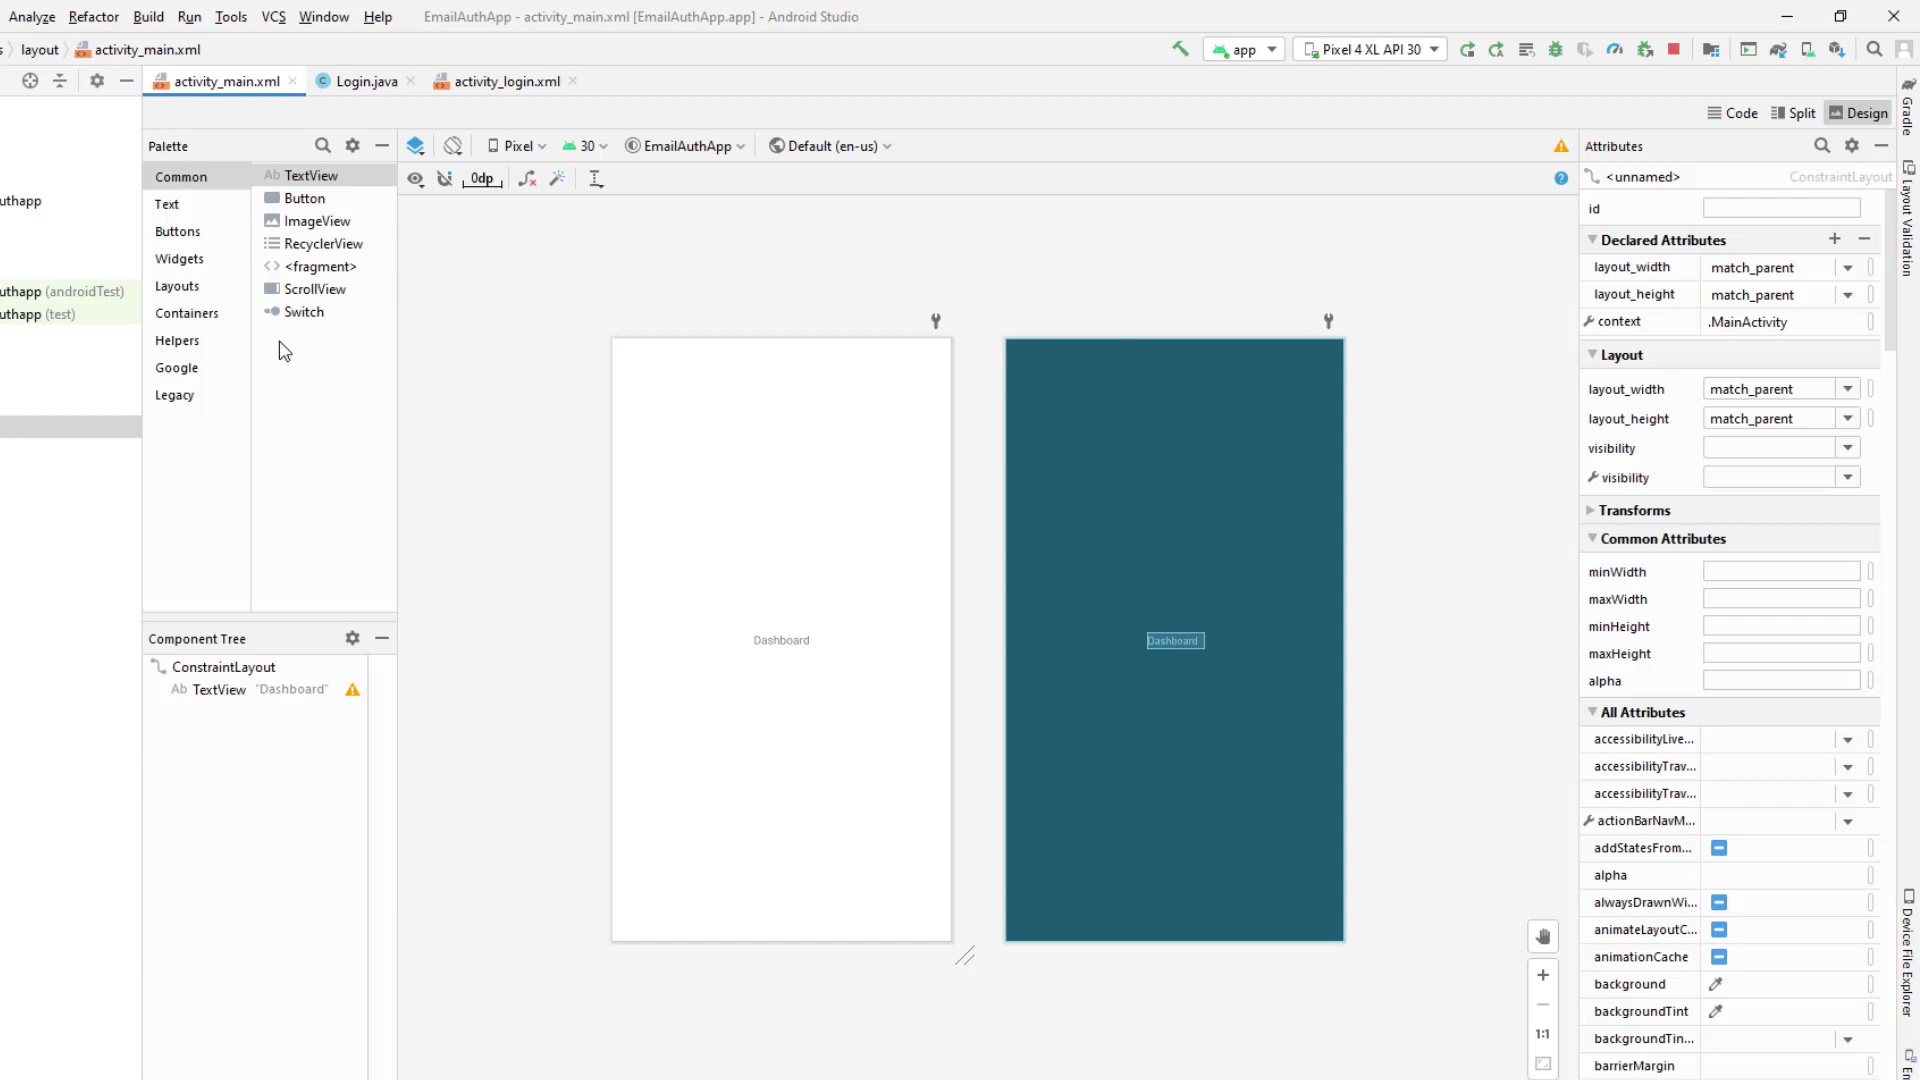 Analyze Refactor Build Run Tools VCS Window Help EmailAuthApp - activity_main.xml [EmailAuthApp.app] - Android Studio
s layout activity_main.xml app Pixel 4 XL API 30
activity_main.xml Login.java activity_login.xml
Code Split Design
Palette
Pixel 30 EmailAuthApp Default (en-us)
Attributes
0dp
Common
Text
Buttons
Widgets
Layouts
Containers
Helpers
Google
Legacy
Ab TextView
Button
ImageView
RecyclerView
<fragment>
ScrollView
Switch
uthapp
uthapp (androidTest)
uthapp (test)
Component Tree
ConstraintLayout
Ab TextView "Dashboard"
Dashboard
Dashboard
1:1
<unnamed> ConstraintLayout
id
Declared Attributes
layout_width match_parent
layout_height match_parent
context .MainActivity
Layout
layout_width match_parent
layout_height match_parent
visibility
visibility
Transforms
Common Attributes
minWidth
maxWidth
minHeight
maxHeight
alpha
All Attributes
accessibilityLive...
accessibilityTrav...
accessibilityTrav...
actionBarNavM...
addStatesFrom...
alpha
alwaysDrawnWi...
animateLayoutC...
animationCache
background
backgroundTint
backgroundTin...
barrierMargin
Gradle
Layout Validation
Device File Explorer
Em